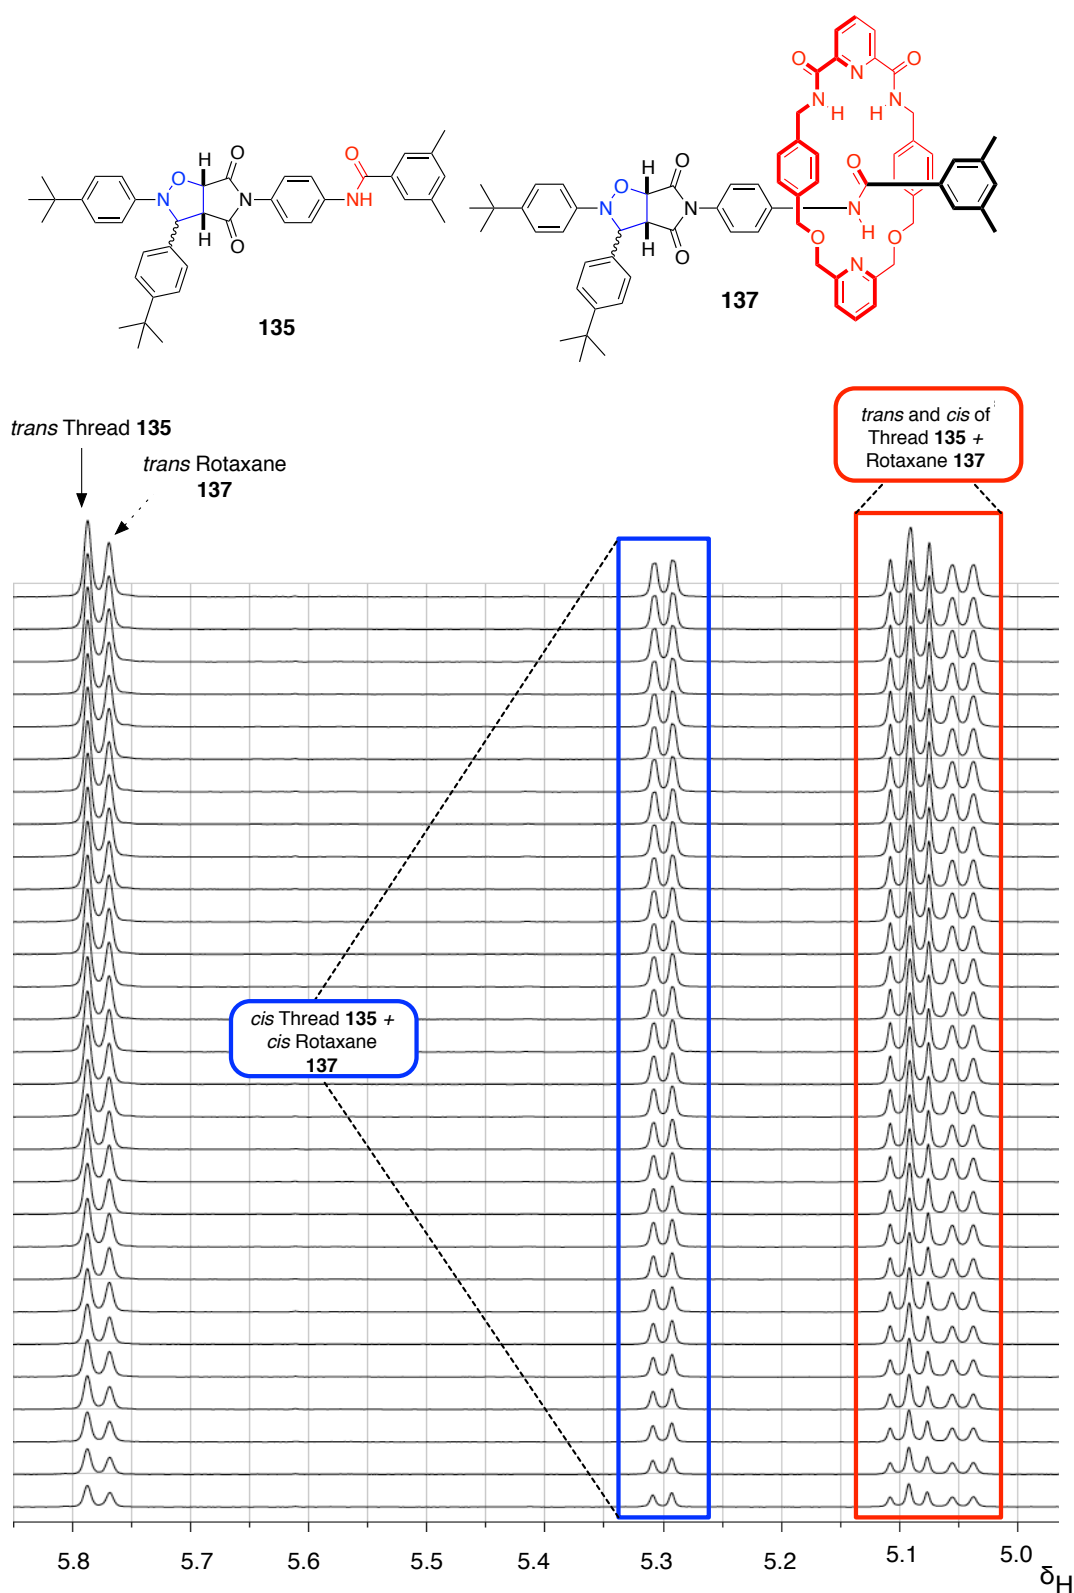 O
O
NH
N
N
O
O
H
H
135
O
O
N
N
H
H
N
O
NH
H
O
O
N
N
N
O
O
O
H
H
137
trans Thread 135
trans Rotaxane
137
trans and cis of
Thread 135 +
Rotaxane 137
cis Thread 135 +
cis Rotaxane
137
5.8 5.7 5.6 5.5 5.4 5.3 5.2 5.1 5.0
δH